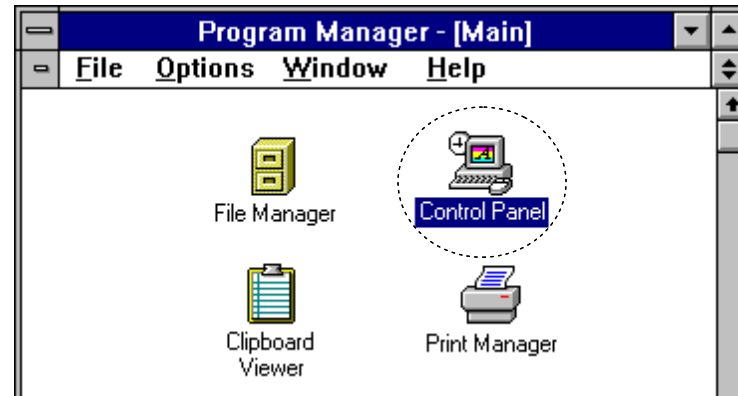 Program Manager - [Main]
File Options Window Help
File Manager
Control Panel
Clipboard
Viewer
Print Manager